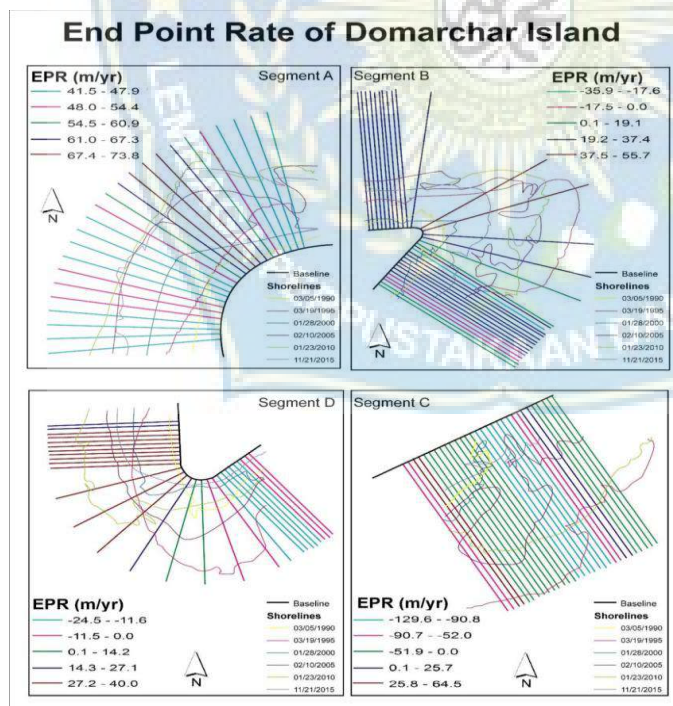 End Point Rate of Domarchar Island
EPR (m/yr)
Segment A
41.5 - 47.9
48.0 - 54.4
54.5 - 60.9
61.0 - 67.3
67.4 - 73.8
N
Baseline
Shorelines
03/05/1990
03/19/1995
01/28/2000
02/10/2005
01/23/2010
11/21/2015
Segment B
EPR (m/yr)
-35.9 - -17.6
-17.5 - 0.0
0.1 - 19.1
19.2 - 37.4
37.5 - 55.7
N
Baseline
Shorelines
03/05/1990
03/19/1995
01/28/2000
02/10/2005
01/23/2010
11/21/2015
Segment D
EPR (m/yr)
-24.5 - -11.6
-11.5 - 0.0
0.1 - 14.2
14.3 - 27.1
27.2 - 40.0
N
Baseline
Shorelines
03/05/1990
03/19/1995
01/28/2000
02/10/2005
01/23/2010
11/21/2015
Segment C
EPR (m/yr)
-129.6 - -90.8
-90.7 - -52.0
-51.9 - 0.0
0.1 - 25.7
25.8 - 64.5
N
Baseline
Shorelines
03/05/1990
03/19/1995
01/28/2000
02/10/2005
01/23/2010
11/21/2015